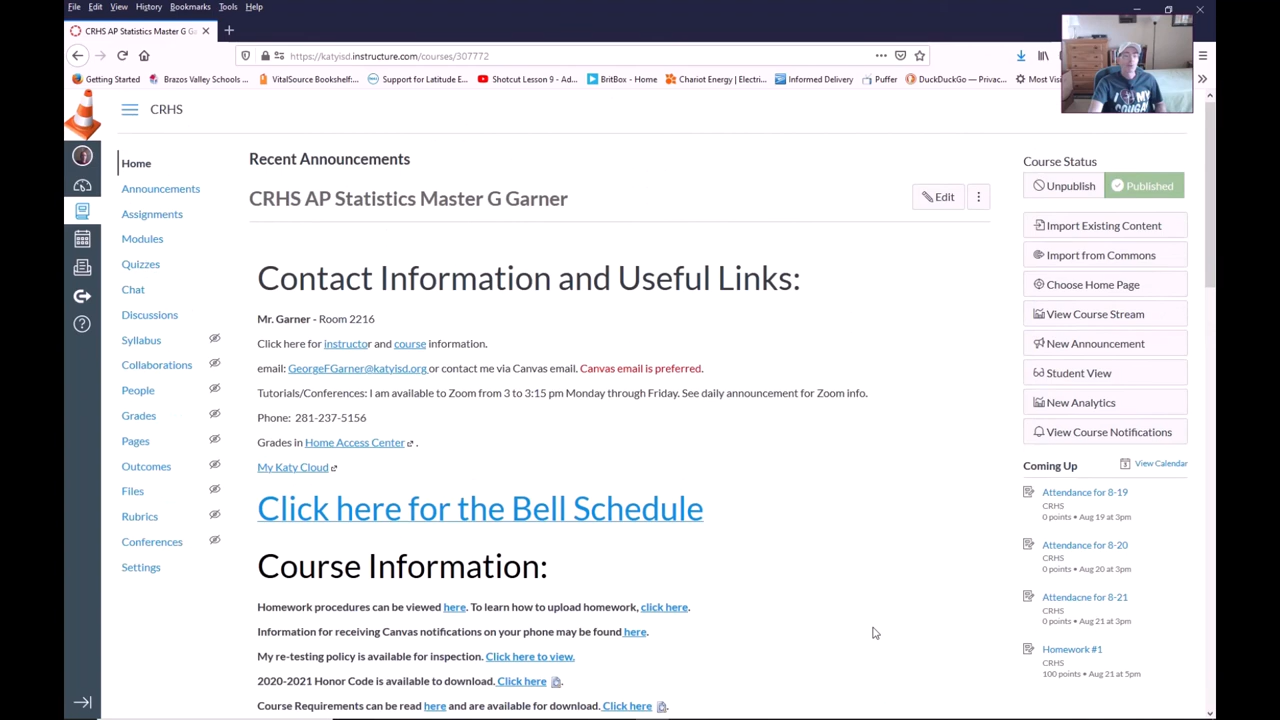 File Edit View History Bookmarks Tools Help
CRHS AP Statistics Master G Ga
https://katyisd.instructure.com/courses/307772
Getting Started Brazos Valley Schools ... VitalSource Bookshelf:... Support for Latitude E... Shotcut Lesson 9 - Ad... BritBox - Home Chariot Energy | Electri... Informed Delivery Puffer DuckDuckGo — Privac... Most Visi
CRHS
Home
Announcements
Assignments
Modules
Quizzes
Chat
Discussions
Syllabus
Collaborations
People
Grades
Pages
Outcomes
Files
Rubrics
Conferences
Settings
Recent Announcements
CRHS AP Statistics Master G Garner
Edit
Contact Information and Useful Links:
Mr. Garner - Room 2216
Click here for instructor and course information.
email: GeorgeFGarner@katyisd.org or contact me via Canvas email. Canvas email is preferred.
Tutorials/Conferences: I am available to Zoom from 3 to 3:15 pm Monday through Friday. See daily announcement for Zoom info.
Phone: 281-237-5156
Grades in Home Access Center .
My Katy Cloud
Click here for the Bell Schedule
Course Information:
Homework procedures can be viewed here. To learn how to upload homework, click here.
Information for receiving Canvas notifications on your phone may be found here.
My re-testing policy is available for inspection. Click here to view.
2020-2021 Honor Code is available to download. Click here .
Course Requirements can be read here and are available for download. Click here .
Course Status
Unpublish Published
Import Existing Content
Import from Commons
Choose Home Page
View Course Stream
New Announcement
Student View
New Analytics
View Course Notifications
Coming Up View Calendar
Attendance for 8-19
CRHS
0 points • Aug 19 at 3pm
Attendance for 8-20
CRHS
0 points • Aug 20 at 3pm
Attendacne for 8-21
CRHS
0 points • Aug 21 at 3pm
Homework #1
CRHS
100 points • Aug 21 at 5pm